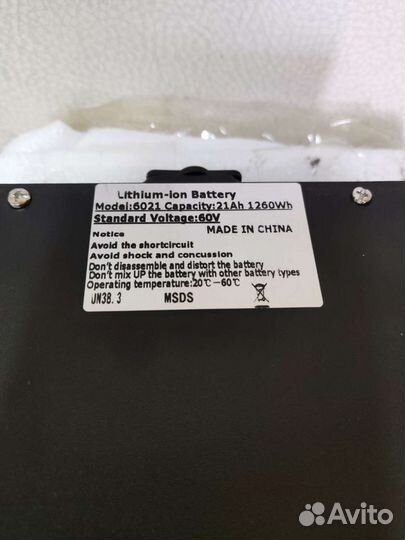 Lithium-ion Battery
Model:6021 Capacity:21Ah 1260Wh
Standard Voltage:60V
Notice MADE IN CHINA
Avoid the shortcircuit
Avoid shock and concussion
Don't disassemble and distort the battery
Don't mix UP the battery with other battery types
Operating temperature:20℃—60℃
UN38.3 MSDS
Avito